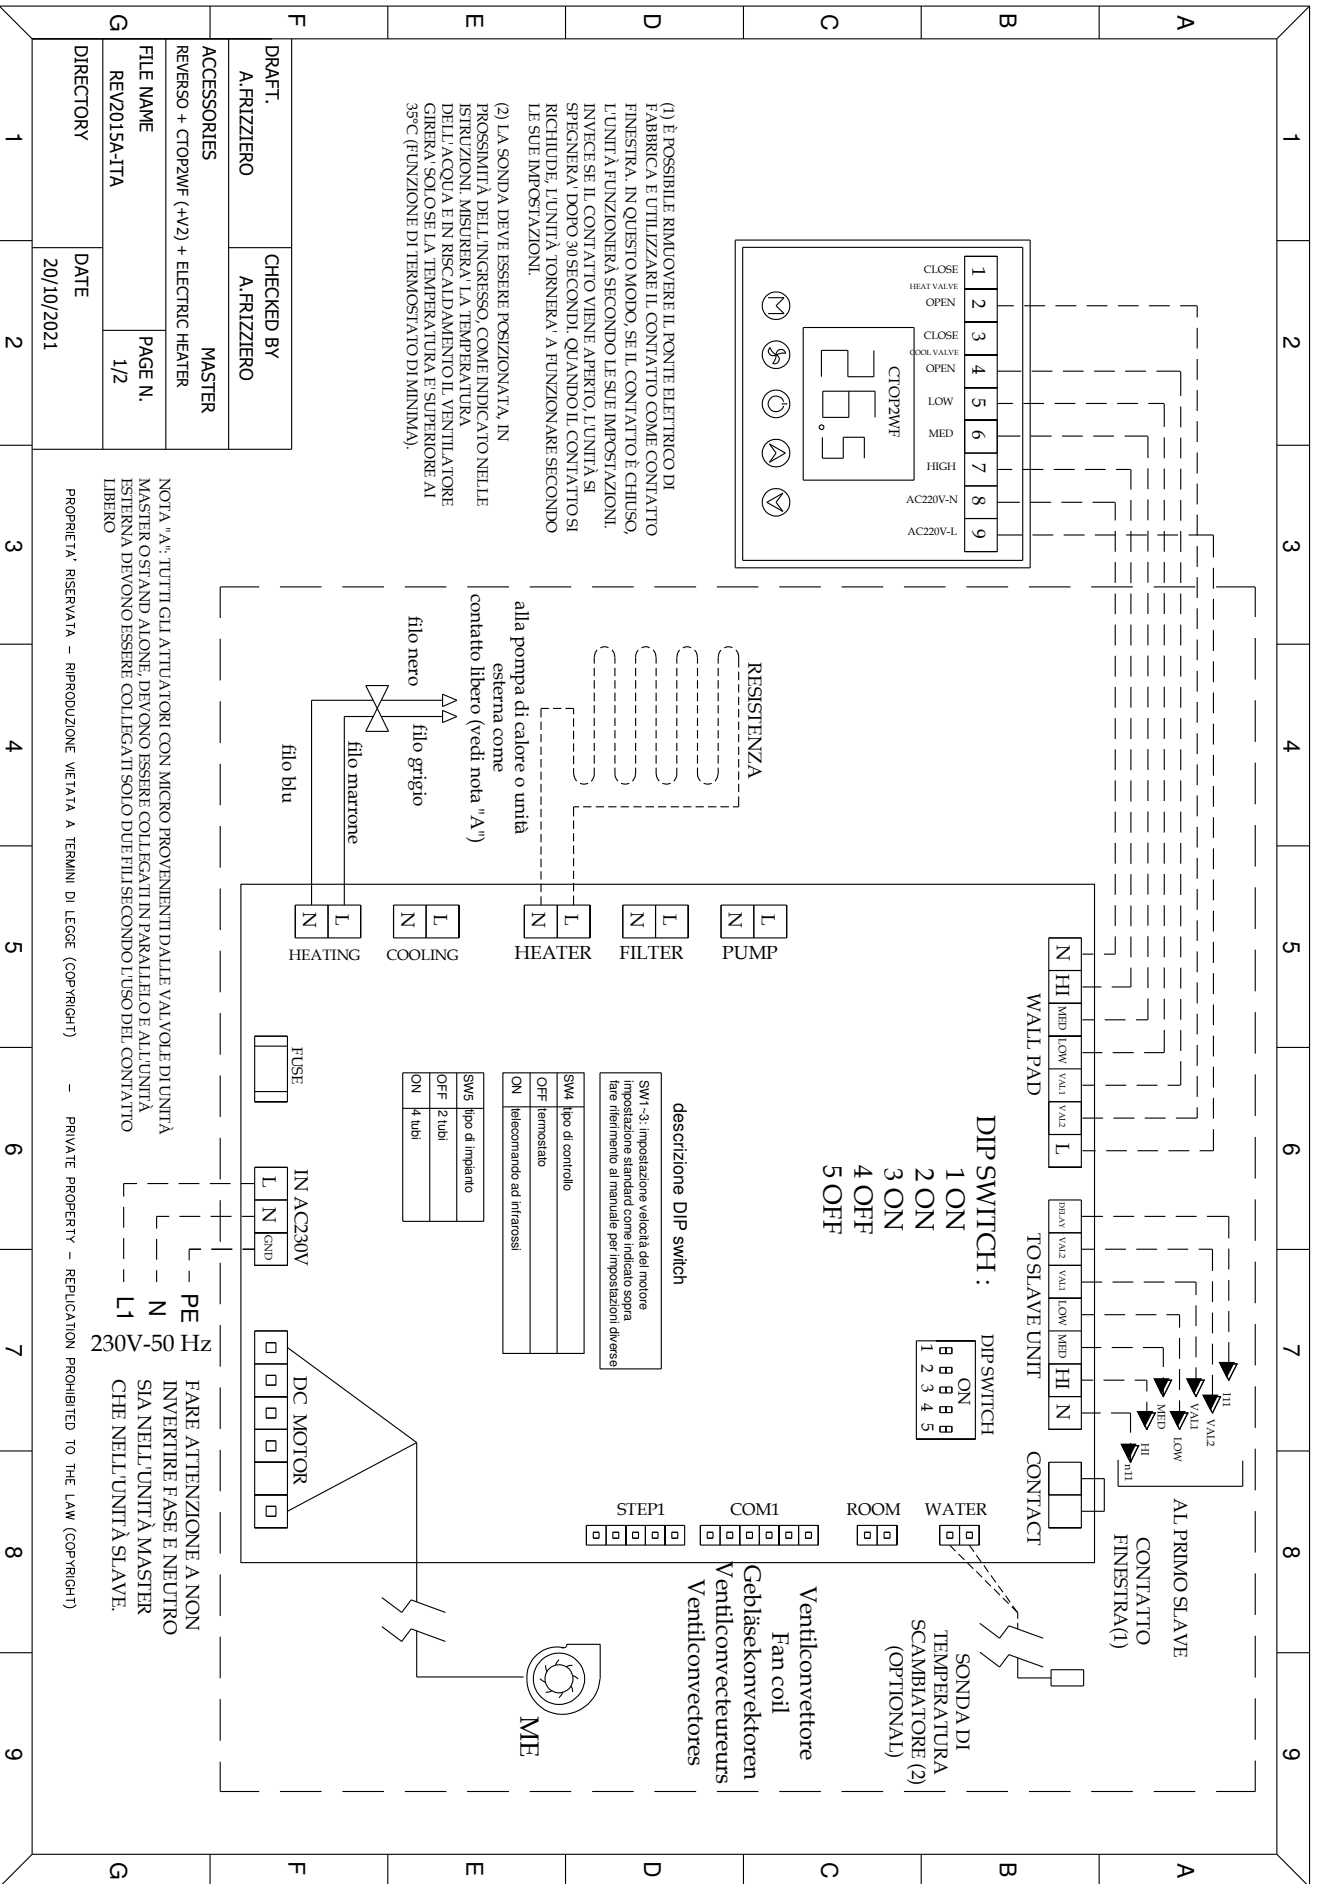 1
2
3
4
5
6
7
8
9
A
B
C
D
E
F
G
CLOSE
HEAT VALVE
OPEN
CLOSE
COOL VALVE
OPEN
LOW
MED
HIGH
AC220V-N
AC220V-L
1
2
3
4
5
6
7
8
9
CTOP2WF
26.5
M
(1) È POSSIBILE RIMUOVERE IL PONTE ELETTRICO DI
FABBRICA E UTILIZZARE IL CONTATTO COME CONTATTO
FINESTRA. IN QUESTO MODO, SE IL CONTATTO È CHIUSO,
L'UNITÀ FUNZIONERÀ SECONDO LE SUE IMPOSTAZIONI.
INVECE SE IL CONTATTO VIENE APERTO, L'UNITÀ SI
SPEGNERA' DOPO 30 SECONDI. QUANDO IL CONTATTO SI
RICHIUDE, L'UNITÀ TORNERA' A FUNZIONARE SECONDO
LE SUE IMPOSTAZIONI.
(2) LA SONDA DEVE ESSERE POSIZIONATA, IN
PROSSIMITÀ DELL'INGRESSO, COME INDICATO NELLE
ISTRUZIONI. MISURERA' LA TEMPERATURA
DELL'ACQUA E IN RISCALDAMENTO IL VENTILATORE
GIRERA' SOLO SE LA TEMPERATURA E' SUPERIORE AI
35°C (FUNZIONE DI TERMOSTATO DI MINIMA).
RESISTENZA
alla pompa di calore o unità
esterna come
contatto libero (vedi nota "A")
filo nero
filo grigio
filo marrone
filo blu
N HI MED LOW VAL1 VAL2 L
WALL PAD
DELAY VAL2 VAL1 LOW MED HI N
TO SLAVE UNIT
CONTACT
l11
VAL2
VAL1
LOW
MED
HI
n11
AL PRIMO SLAVE
CONTATTO
FINESTRA(1)
DIP SWITCH :
1 ON
2 ON
3 ON
4 OFF
5 OFF
DIP SWITCH
ON
1 2 3 4 5
N L
PUMP
N L
FILTER
N L
HEATER
N L
COOLING
N L
HEATING
descrizione DIP switch
SW1~3: impostazione velocità del motore
impostazione standard come indicato sopra
fare riferimento al manuale per impostazioni diverse
SW4 tipo di controllo
OFF termostato
ON telecomando ad infrarossi
SW5 tipo di impianto
OFF 2 tubi
ON 4 tubi
WATER
ROOM
COM1
STEP1
SONDA DI
TEMPERATURA
SCAMBIATORE (2)
(OPTIONAL)
Ventilconvettore
Fan coil
Gebläsekonvektoren
Ventilconvecteureurs
Ventilconvectores
ME
FUSE
IN AC230V
L N GND
DC MOTOR
PE
N
L1
230V-50 Hz
FARE ATTENZIONE A NON
INVERTIRE FASE E NEUTRO
SIA NELL'UNITÀ MASTER
CHE NELL'UNITÀ SLAVE.
NOTA "A": TUTTI GLI ATTUATORI CON MICRO PROVENIENTI DALLE VALVOLE DI UNITÀ
MASTER O STAND ALONE, DEVONO ESSERE COLLEGATI IN PARALLELO E ALL'UNITÀ
ESTERNA DEVONO ESSERE COLLEGATI SOLO DUE FILI SECONDO L'USO DEL CONTATTO
LIBERO
PROPRIETA' RISERVATA – RIPRODUZIONE VIETATA A TERMINI DI LEGGE (COPYRIGHT) – PRIVATE PROPERTY – REPLICATION PROHIBITED TO THE LAW (COPYRIGHT)
DRAFT.
A.FRIZZIERO
CHECKED BY
A.FRIZZIERO
ACCESSORIES MASTER
REVERSO + CTOP2WF (+V2) + ELECTRIC HEATER
FILE NAME
REV2015A-ITA
PAGE N.
1/2
DIRECTORY
DATE
20/10/2021
1
2
3
4
5
6
7
8
9
A
B
C
D
E
F
G